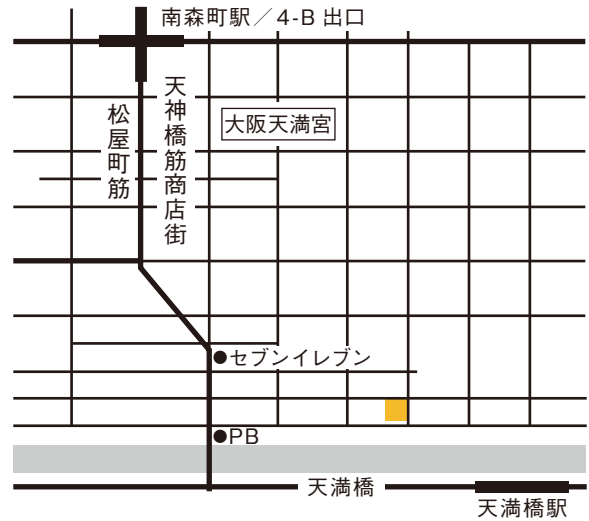 南森町駅／4-B 出口
松屋町筋
天神橋筋商店街
大阪天満宮
●セブンイレブン
●PB
天満橋
天満橋駅